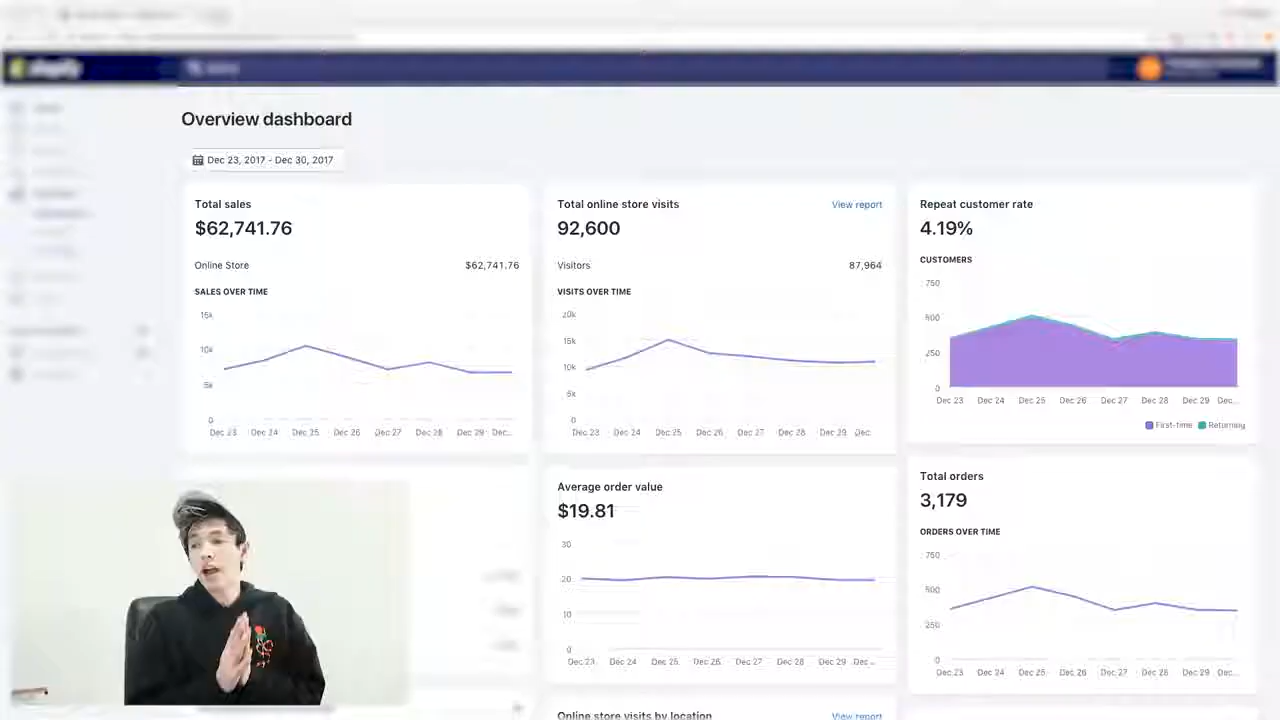 Overview dashboard
Dec 23, 2017 - Dec 30, 2017
Total sales
$62,741.76
Online Store $62,741.76
SALES OVER TIME
15k
10k
5k
0
Dec 23 Dec 24 Dec 25 Dec 26 Dec 27 Dec 28 Dec 29 Dec...
Total online store visits View report
92,600
Visitors 87,964
VISITS OVER TIME
20k
15k
10k
5k
0
Dec 23 Dec 24 Dec 25 Dec 26 Dec 27 Dec 28 Dec 29 Dec
Repeat customer rate
4.19%
CUSTOMERS
750
500
250
0
Dec 23 Dec 24 Dec 25 Dec 26 Dec 27 Dec 28 Dec 29 Dec...
First-time Returning
Average order value
$19.81
30
20
10
0
Dec 23 Dec 24 Dec 25 Dec 26 Dec 27 Dec 28 Dec 29 Dec...
Total orders
3,179
ORDERS OVER TIME
750
500
250
0
Dec 23 Dec 24 Dec 25 Dec 26 Dec 27 Dec 28 Dec 29 Dec...
Online store visits by location View report